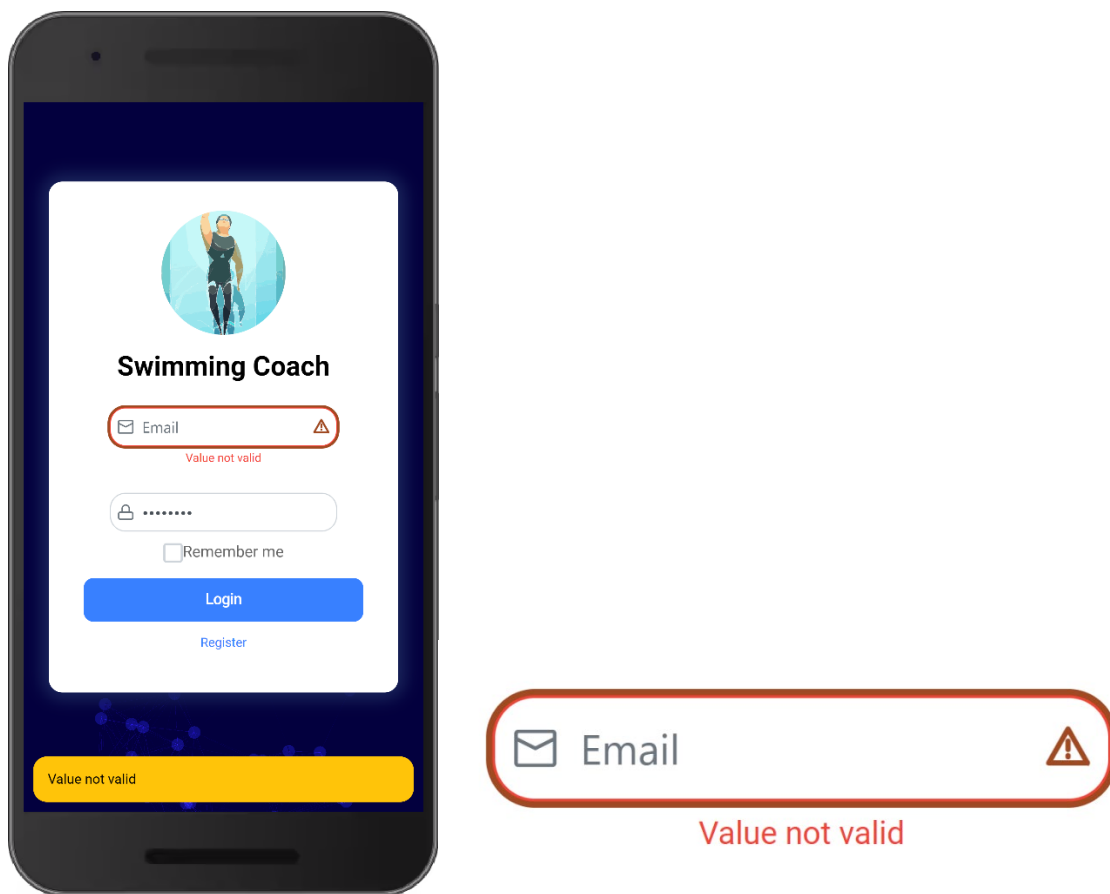 Swimming Coach
Email
Value not valid
••••••••
Remember me
Login
Register
Value not valid
Email
Value not valid